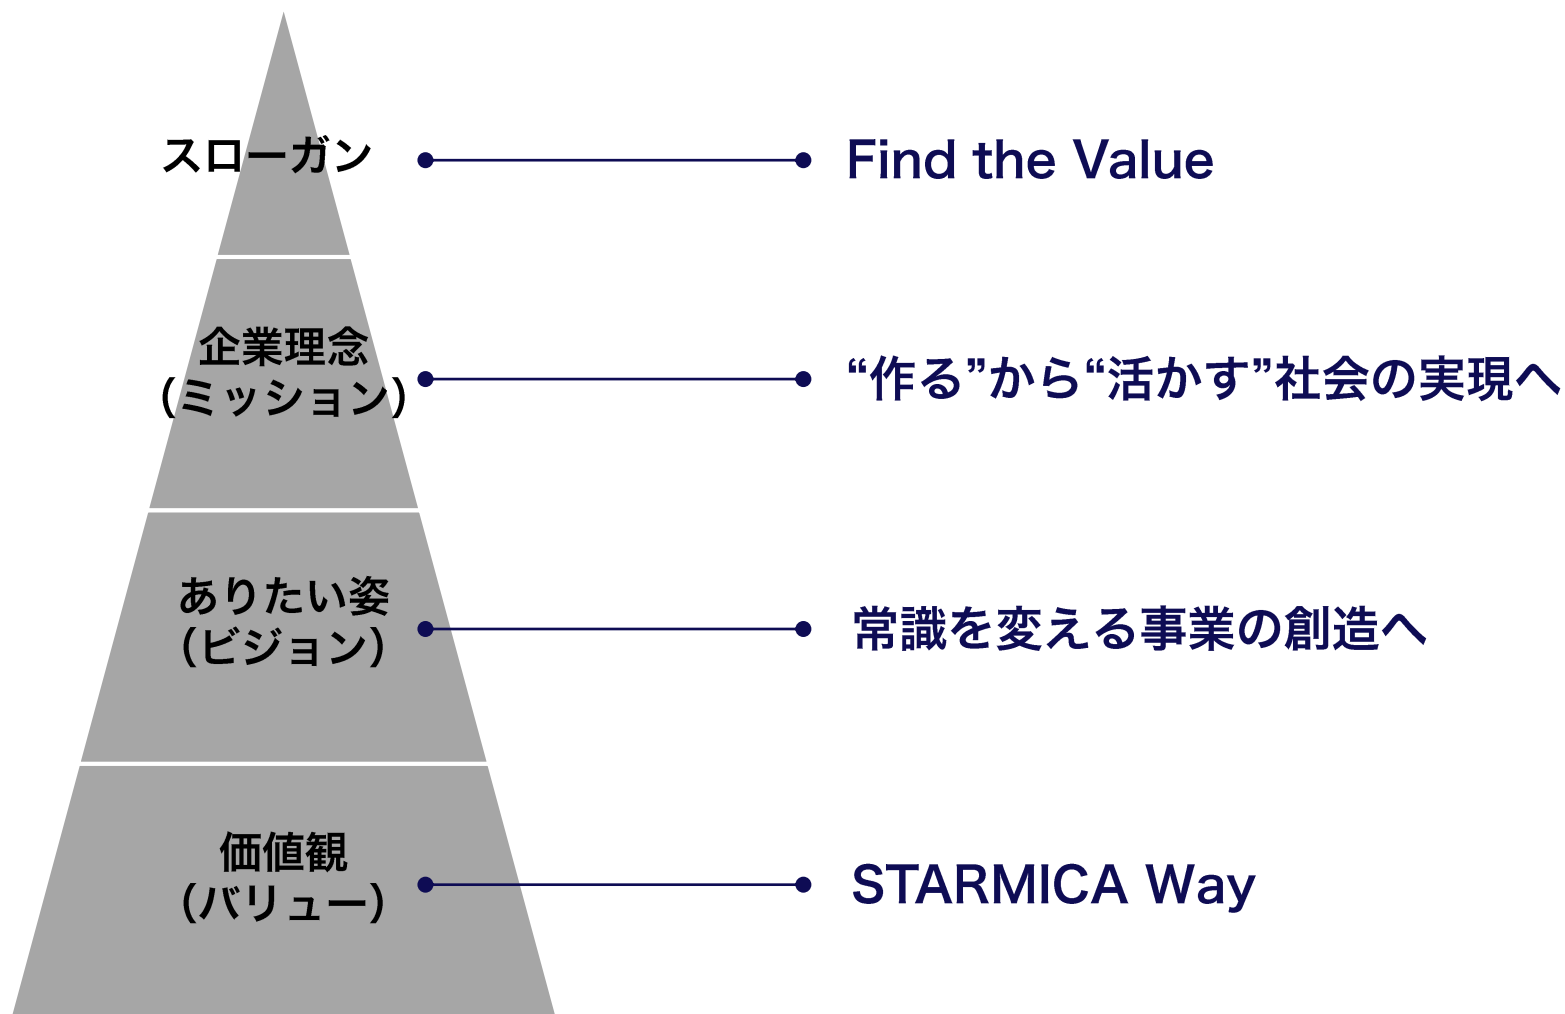 スローガン
Find the Value
企業理念
（ミッション）
“作る”から“活かす”社会の実現へ
ありたい姿
（ビジョン）
常識を変える事業の創造へ
価値観
（バリュー）
STARMICA Way